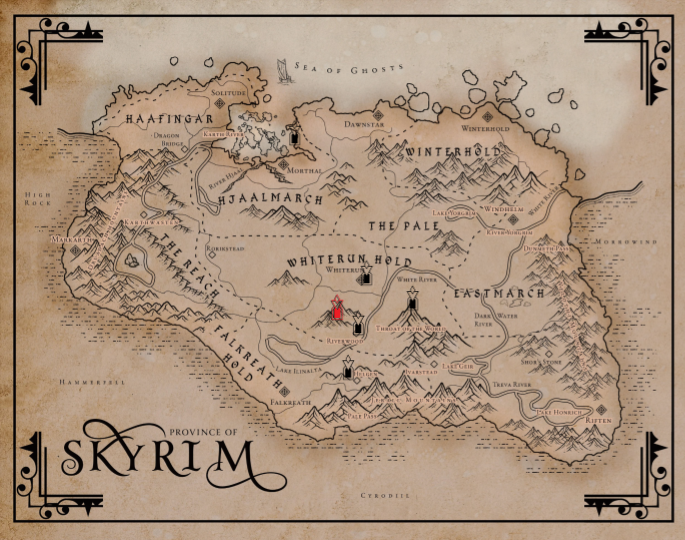 SEA OF GHOSTS
SOLITUDE
HAAFINGAR
DAWNSTAR
WINTERHOLD
DRAGON
BRIDGE
KARTH RIVER
WINTERHOLD
MORTHAL
RIVER HJAAL
HIGH
ROCK
HJAALMARCH
LAKE YORGRIM
WINDHELM
WHITE RIVER
KARTHWASTEN
THE PALE
RIVER YORGRIM
MARKARTH
RORIKSTEAD
MORROWIND
DUNMETH PASS
THE REACH
WHITERUN HOLD
WHITERUN
WHITE RIVER
EASTMARCH
DARK WATER
RIVER
THROAT OF THE WORLD
RIVERWOOD
FALKREATH
HOLD
LAKE ILINALTA
HELGEN
IVARSTEAD
LAKE GEIR
SHOR'S STONE
HAMMERFALL
TREVA RIVER
FALKREATH
JERALL MOUNTAINS
PALE PASS
LAKE HONRICH
RIFTEN
PROVINCE OF
SKYRIM
CYRODIIL